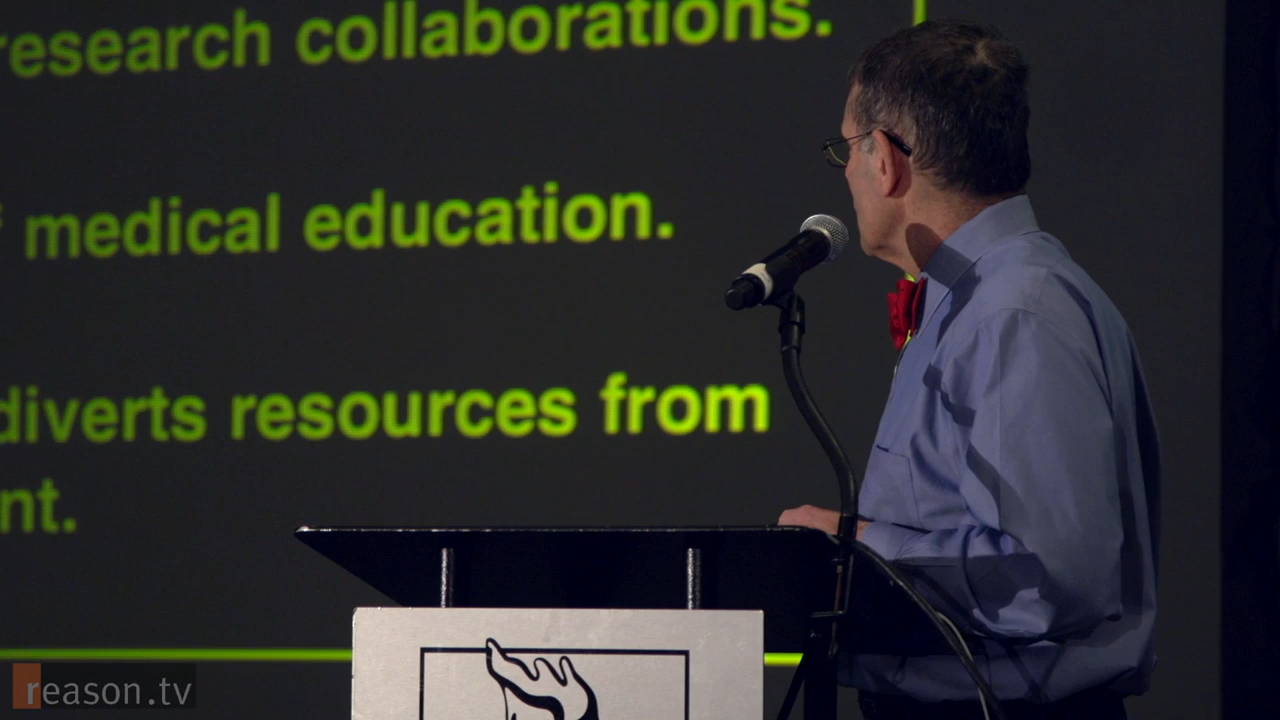 research collaborations.
medical education.
diverts resources from
nt.
reason.tv